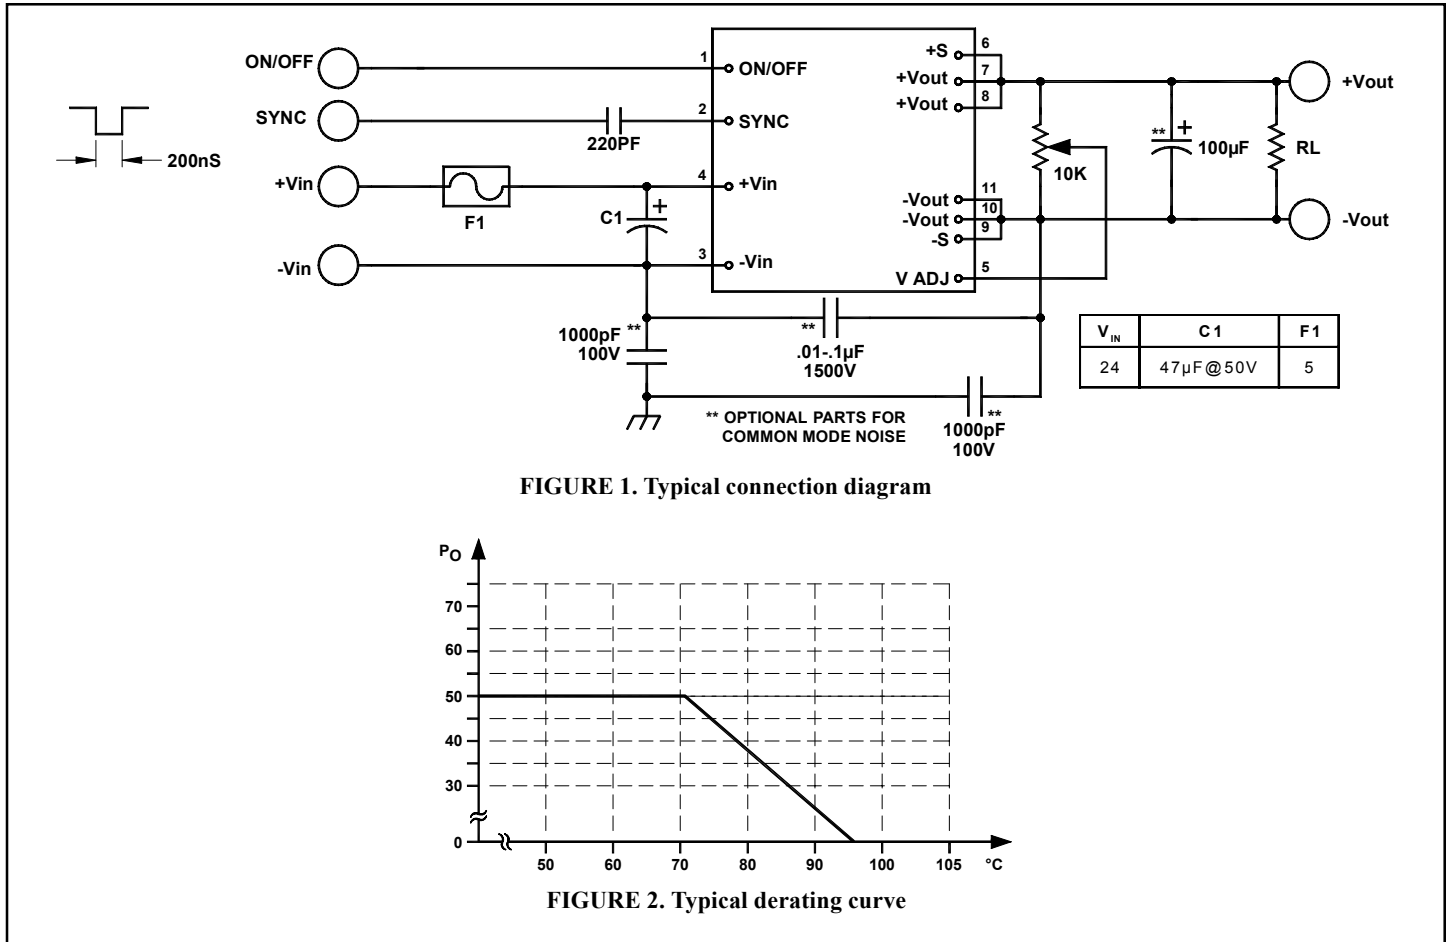 ON/OFF
1
ON/OFF
SYNC
2
SYNC
220PF
200nS
+Vin
F1
C1
+
4
+Vin
-Vin
3
-Vin
+S
6
+Vout
7
+Vout
8
-Vout
11
-Vout
10
-S
9
V ADJ
5
10K
**
+
100µF
RL
+Vout
-Vout
1000pF **
100V
**
.01-.1µF
1500V
** OPTIONAL PARTS FOR
COMMON MODE NOISE
**
1000pF
100V
VIN C1 F1
24 47µF@50V 5
FIGURE 1. Typical connection diagram
PO
70
60
50
40
30
0
50 60 70 80 90 100 105 °C
FIGURE 2. Typical derating curve